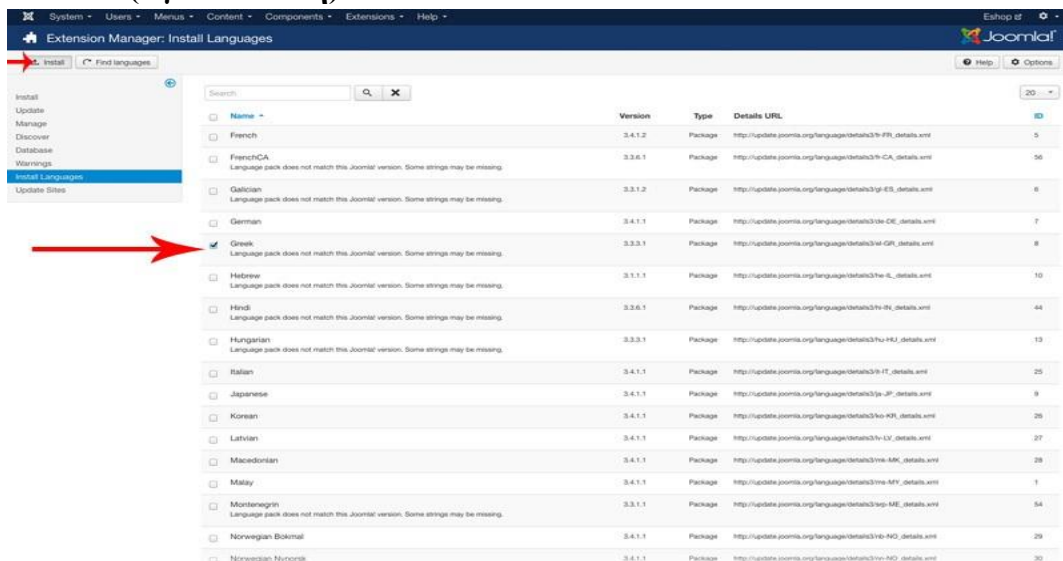 System Users Menus Content Components Extensions Help Eshop
Extension Manager: Install Languages Joomla!
Install Find languages Help Options
Search 20
Install
Update
Manage
Discover
Database
Warnings
Install Languages
Update Sites
Name Version Type Details URL ID
French 3.4.1.2 Package http://update.joomla.org/language/details3/fr-FR_details.xml 5
FrenchCA 3.3.6.1 Package http://update.joomla.org/language/details3/fr-CA_details.xml 56
Language pack does not match this Joomla! version. Some strings may be missing.
Galician 3.3.1.2 Package http://update.joomla.org/language/details3/gl-ES_details.xml 6
Language pack does not match this Joomla! version. Some strings may be missing.
German 3.4.1.1 Package http://update.joomla.org/language/details3/de-DE_details.xml 7
Greek 3.3.3.1 Package http://update.joomla.org/language/details3/el-GR_details.xml 8
Language pack does not match this Joomla! version. Some strings may be missing.
Hebrew 3.1.1.1 Package http://update.joomla.org/language/details3/he-IL_details.xml 10
Language pack does not match this Joomla! version. Some strings may be missing.
Hindi 3.3.6.1 Package http://update.joomla.org/language/details3/hi-IN_details.xml 44
Language pack does not match this Joomla! version. Some strings may be missing.
Hungarian 3.3.3.1 Package http://update.joomla.org/language/details3/hu-HU_details.xml 13
Language pack does not match this Joomla! version. Some strings may be missing.
Italian 3.4.1.1 Package http://update.joomla.org/language/details3/it-IT_details.xml 25
Japanese 3.4.1.1 Package http://update.joomla.org/language/details3/ja-JP_details.xml 9
Korean 3.4.1.1 Package http://update.joomla.org/language/details3/ko-KR_details.xml 26
Latvian 3.4.1.1 Package http://update.joomla.org/language/details3/lv-LV_details.xml 27
Macedonian 3.4.1.1 Package http://update.joomla.org/language/details3/mk-MK_details.xml 28
Malay 3.4.1.1 Package http://update.joomla.org/language/details3/ms-MY_details.xml 1
Montenegrin 3.3.1.1 Package http://update.joomla.org/language/details3/srp-ME_details.xml 54
Language pack does not match this Joomla! version. Some strings may be missing.
Norwegian Bokmal 3.4.1.1 Package http://update.joomla.org/language/details3/nb-NO_details.xml 29
Norwegian Nynorsk 3.4.1.1 Package http://update.joomla.org/language/details3/nn-NO_details.xml 30